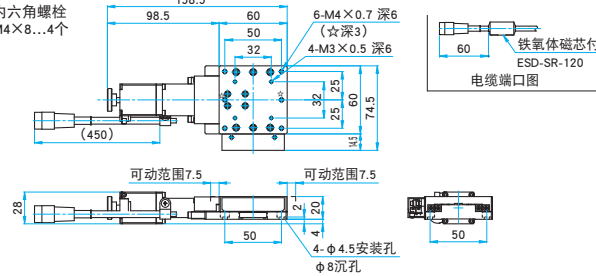 内六角螺栓
M4×8…4个
158.5
98.5
60
50
32
6-M4×0.7 深6
(☆深3)
4-M3×0.5 深6
25
25
32
60
74.5
14.5
(450)
60
铁氧体磁芯付
ESD-SR-120
电缆端口图
可动范围7.5
可动范围7.5
28
2
20
4
50
4-φ4.5安装孔
φ8沉孔
50